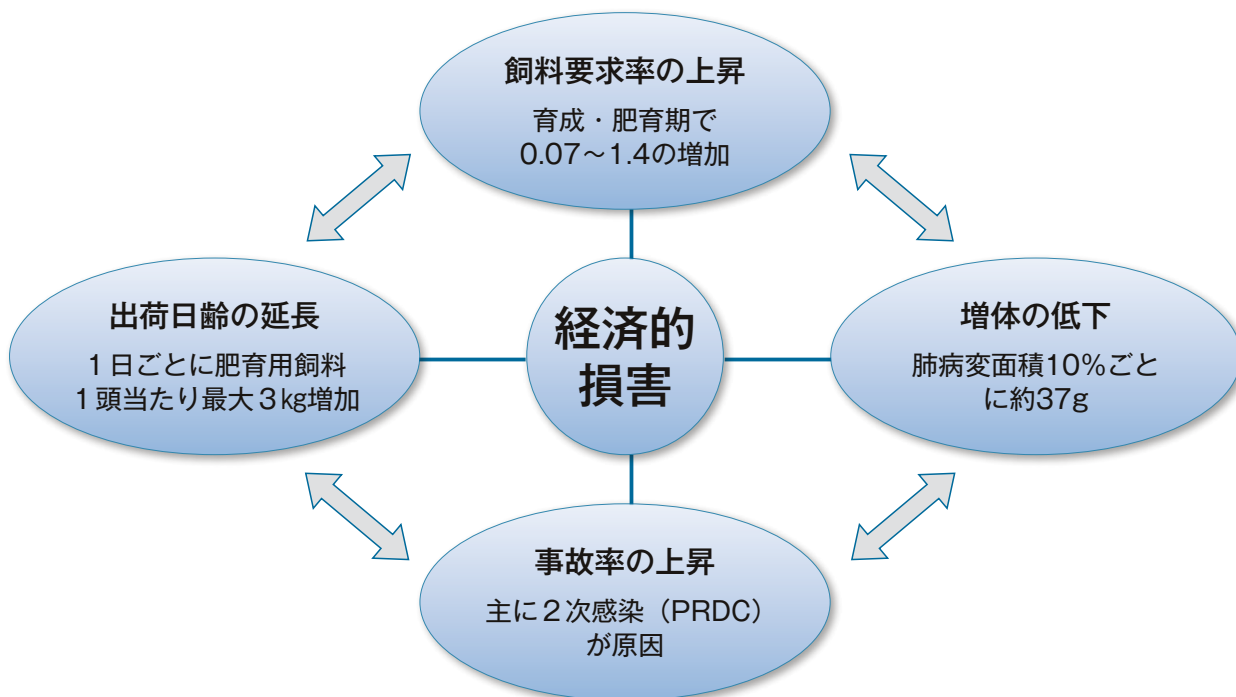 飼料要求率の上昇
育成・肥育期で
0.07～1.4の増加
出荷日齢の延長
１日ごとに肥育用飼料
１頭当たり最大３㎏増加
経済的
損害
増体の低下
肺病変面積10％ごと
に約37g
事故率の上昇
主に２次感染（PRDC）
が原因